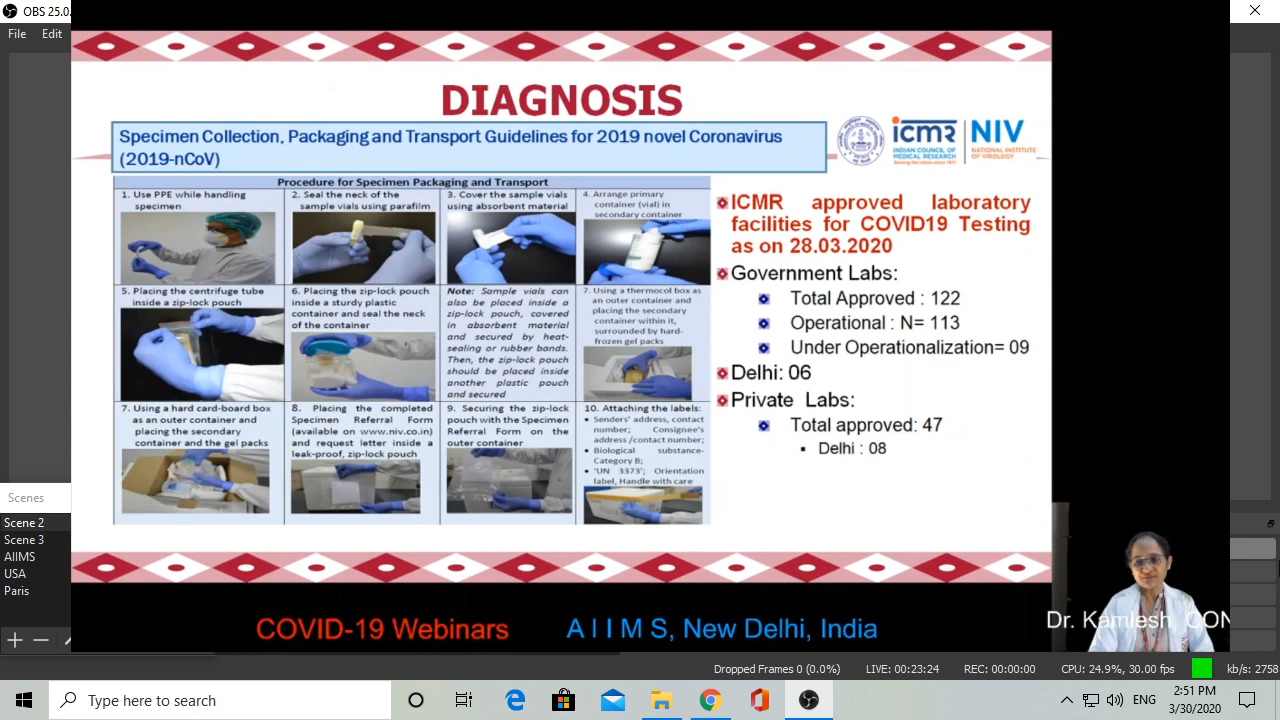 OBS 25.0.
File Edit
DIAGNOSIS
Specimen Collection, Packaging and Transport Guidelines for 2019 novel Coronavirus
(2019-nCoV)
icmr
INDIAN COUNCIL OF
MEDICAL RESEARCH
Serving the nation since 1911
NIV
NATIONAL INSTITUTE
OF VIROLOGY
Procedure for Specimen Packaging and Transport
1. Use PPE while handling
specimen
2. Seal the neck of the
sample vials using parafilm
3. Cover the sample vials
using absorbent material
4. Arrange primary
container (vial) in
secondary container
5. Placing the centrifuge tube
inside a zip-lock pouch
6. Placing the zip-lock pouch
inside a sturdy plastic
container and seal the neck
of the container
Note: Sample vials can
also be placed inside a
zip-lock pouch, covered
in absorbent material
and secured by heat-
sealing or rubber bands.
Then, the zip-lock pouch
should be placed inside
another plastic pouch
and secured
7. Using a thermocol box as
an outer container and
placing the secondary
container within it,
surrounded by hard-
frozen gel packs
7. Using a hard card-board box
as an outer container and
placing the secondary
container and the gel packs
8. Placing the completed
Specimen Referral Form
(available on www.niv.co.in)
and request letter inside a
leak-proof, zip-lock pouch
9. Securing the zip-lock
pouch with the Specimen
Referral Form on the
outer container
10. Attaching the labels:
• Senders' address, contact
number; Consignee's
address /contact number;
• Biological substance-
Category B;
• 'UN 3373'; Orientation
label, Handle with care
ICMR approved laboratory
facilities for COVID19 Testing
as on 28.03.2020
Government Labs:
Total Approved : 122
Operational : N= 113
Under Operationalization= 09
Delhi: 06
Private Labs:
Total approved: 47
▪ Delhi : 08
Scenes
Scene 2
Scene 3
AIIMS
USA
Paris
COVID-19 Webinars A I I M S, New Delhi, India
Dr. Kamlesh, CON
Dropped Frames 0 (0.0%) LIVE: 00:23:24 REC: 00:00:00 CPU: 24.9%, 30.00 fps kb/s: 2758
Type here to search
ENG
2:51 PM
3/30/2020